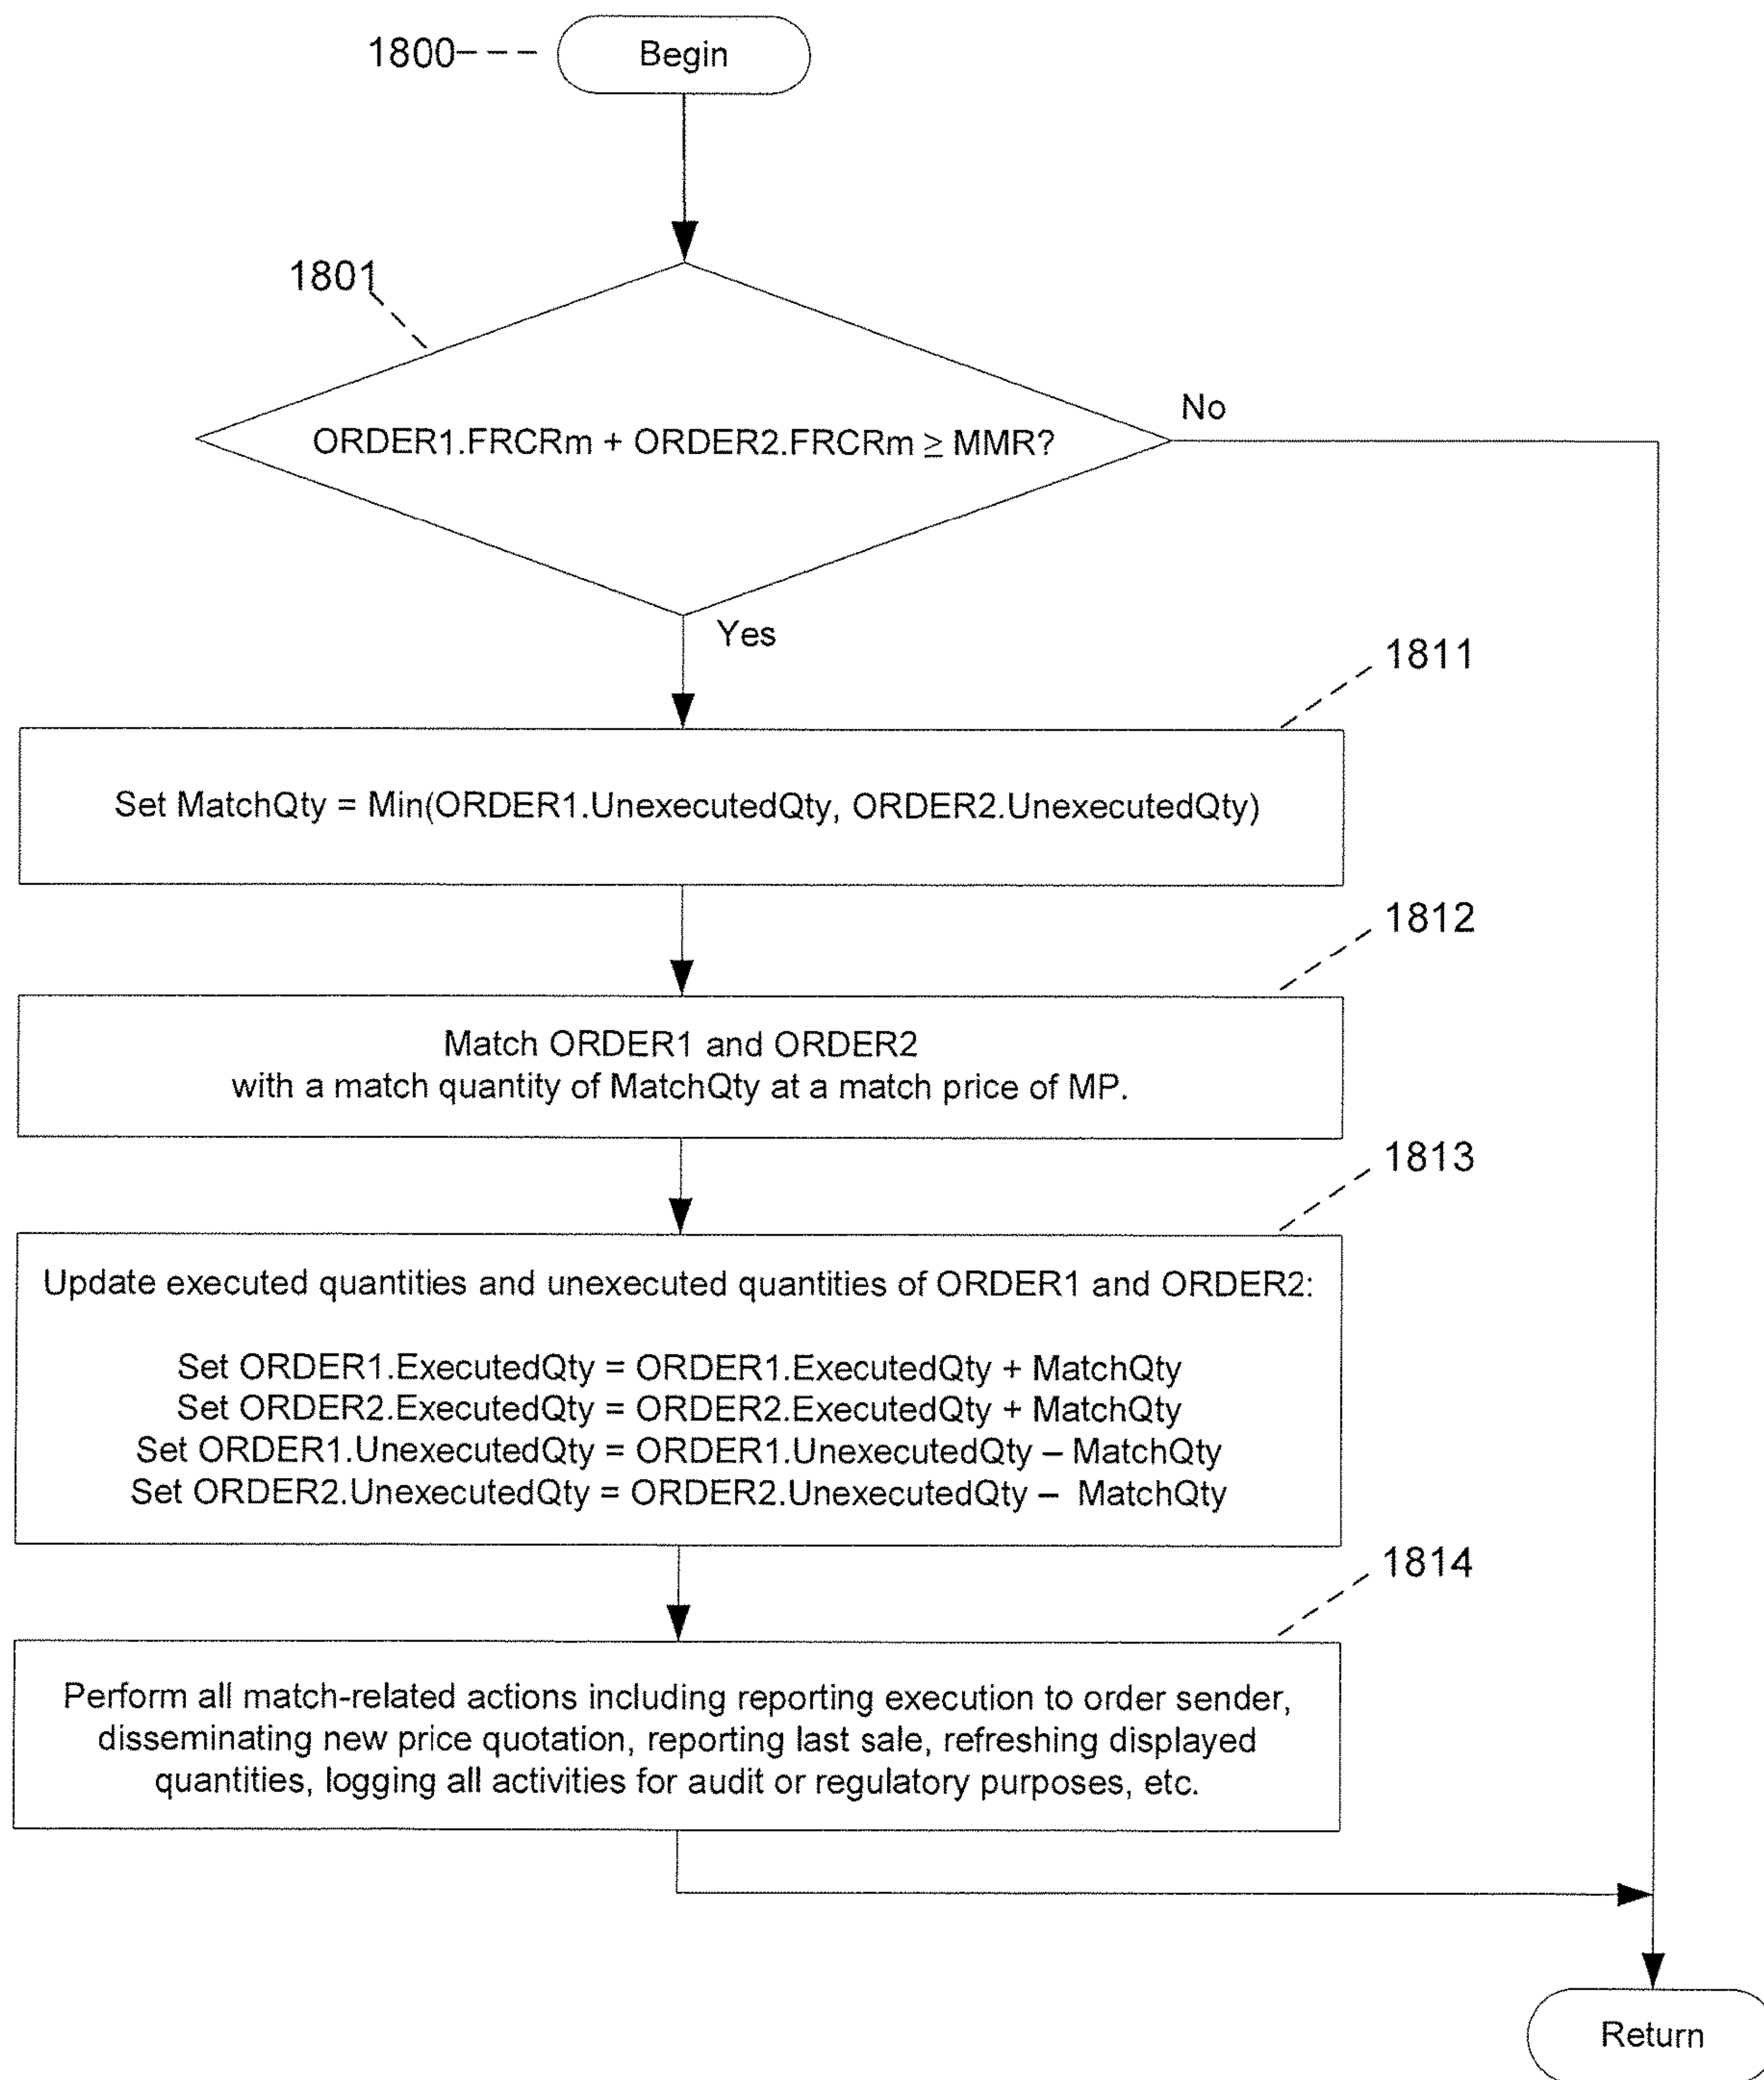 1800
Begin
1801
ORDER1.FRCRm + ORDER2.FRCRm ≥ MMR?
No
Yes
1811
Set MatchQty = Min(ORDER1.UnexecutedQty, ORDER2.UnexecutedQty)
1812
Match ORDER1 and ORDER2
with a match quantity of MatchQty at a match price of MP.
1813
Update executed quantities and unexecuted quantities of ORDER1 and ORDER2:
Set ORDER1.ExecutedQty = ORDER1.ExecutedQty + MatchQty
Set ORDER2.ExecutedQty = ORDER2.ExecutedQty + MatchQty
Set ORDER1.UnexecutedQty = ORDER1.UnexecutedQty – MatchQty
Set ORDER2.UnexecutedQty = ORDER2.UnexecutedQty – MatchQty
1814
Perform all match-related actions including reporting execution to order sender,
disseminating new price quotation, reporting last sale, refreshing displayed
quantities, logging all activities for audit or regulatory purposes, etc.
Return